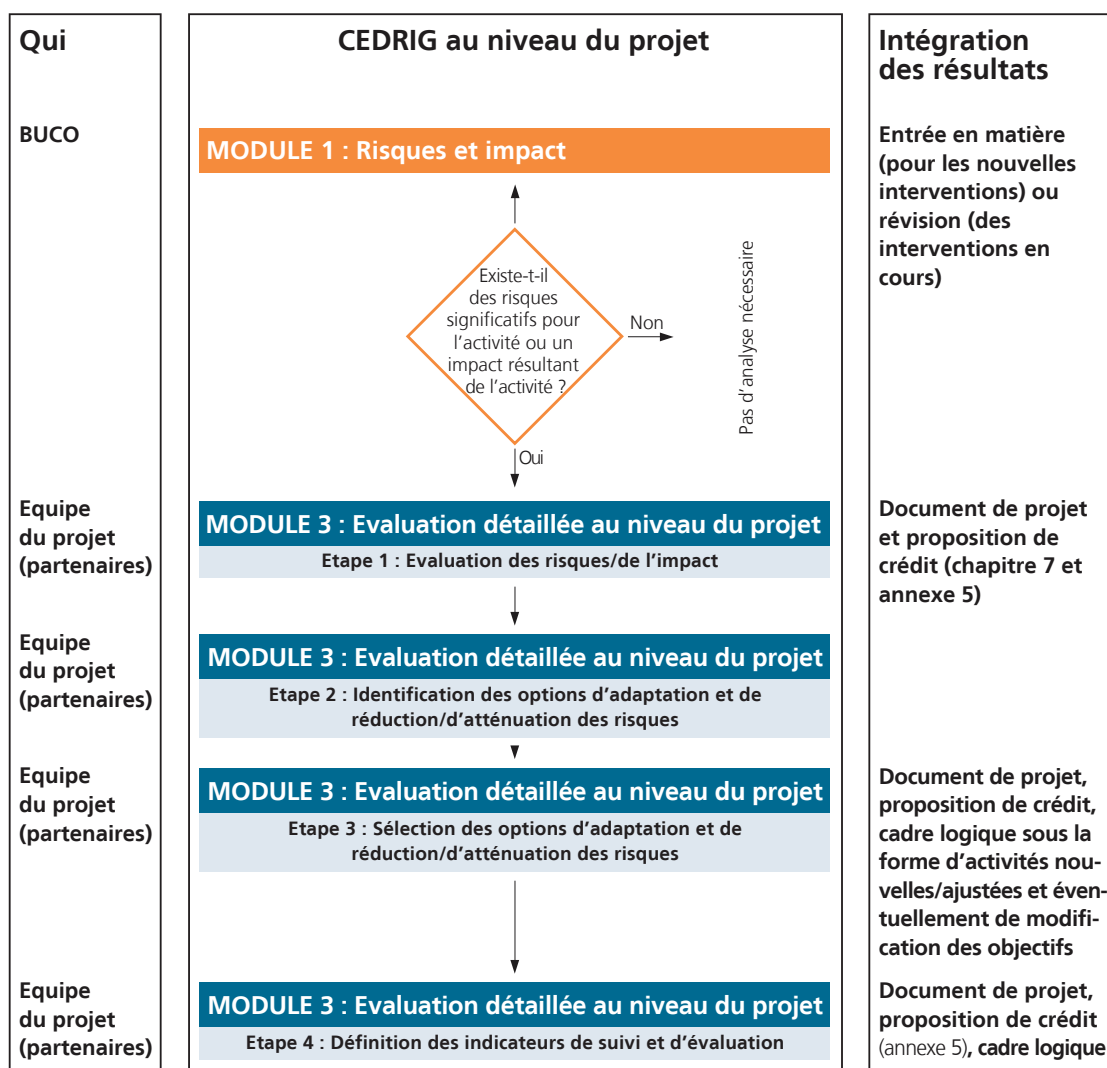 Qui
CEDRIG au niveau du projet
Intégration
des résultats
BUCO
MODULE 1 : Risques et impact
Entrée en matière
(pour les nouvelles
interventions) ou
révision (des
interventions en
cours)
Existe-t-il
des risques
significatifs pour
l’activité ou un
impact résultant
de l’activité ?
Non
Pas d’analyse nécessaire
Oui
Equipe
du projet
(partenaires)
MODULE 3 : Evaluation détaillée au niveau du projet
Etape 1 : Evaluation des risques/de l’impact
Document de projet
et proposition de
crédit (chapitre 7 et
annexe 5)
Equipe
du projet
(partenaires)
MODULE 3 : Evaluation détaillée au niveau du projet
Etape 2 : Identification des options d’adaptation et de
réduction/d’atténuation des risques
Equipe
du projet
(partenaires)
MODULE 3 : Evaluation détaillée au niveau du projet
Etape 3 : Sélection des options d’adaptation et de
réduction/d’atténuation des risques
Document de projet,
proposition de crédit,
cadre logique sous la
forme d’activités nou-
velles/ajustées et éven-
tuellement de modifi-
cation des objectifs
Equipe
du projet
(partenaires)
MODULE 3 : Evaluation détaillée au niveau du projet
Etape 4 : Définition des indicateurs de suivi et d’évaluation
Document de projet,
proposition de crédit
(annexe 5), cadre logique